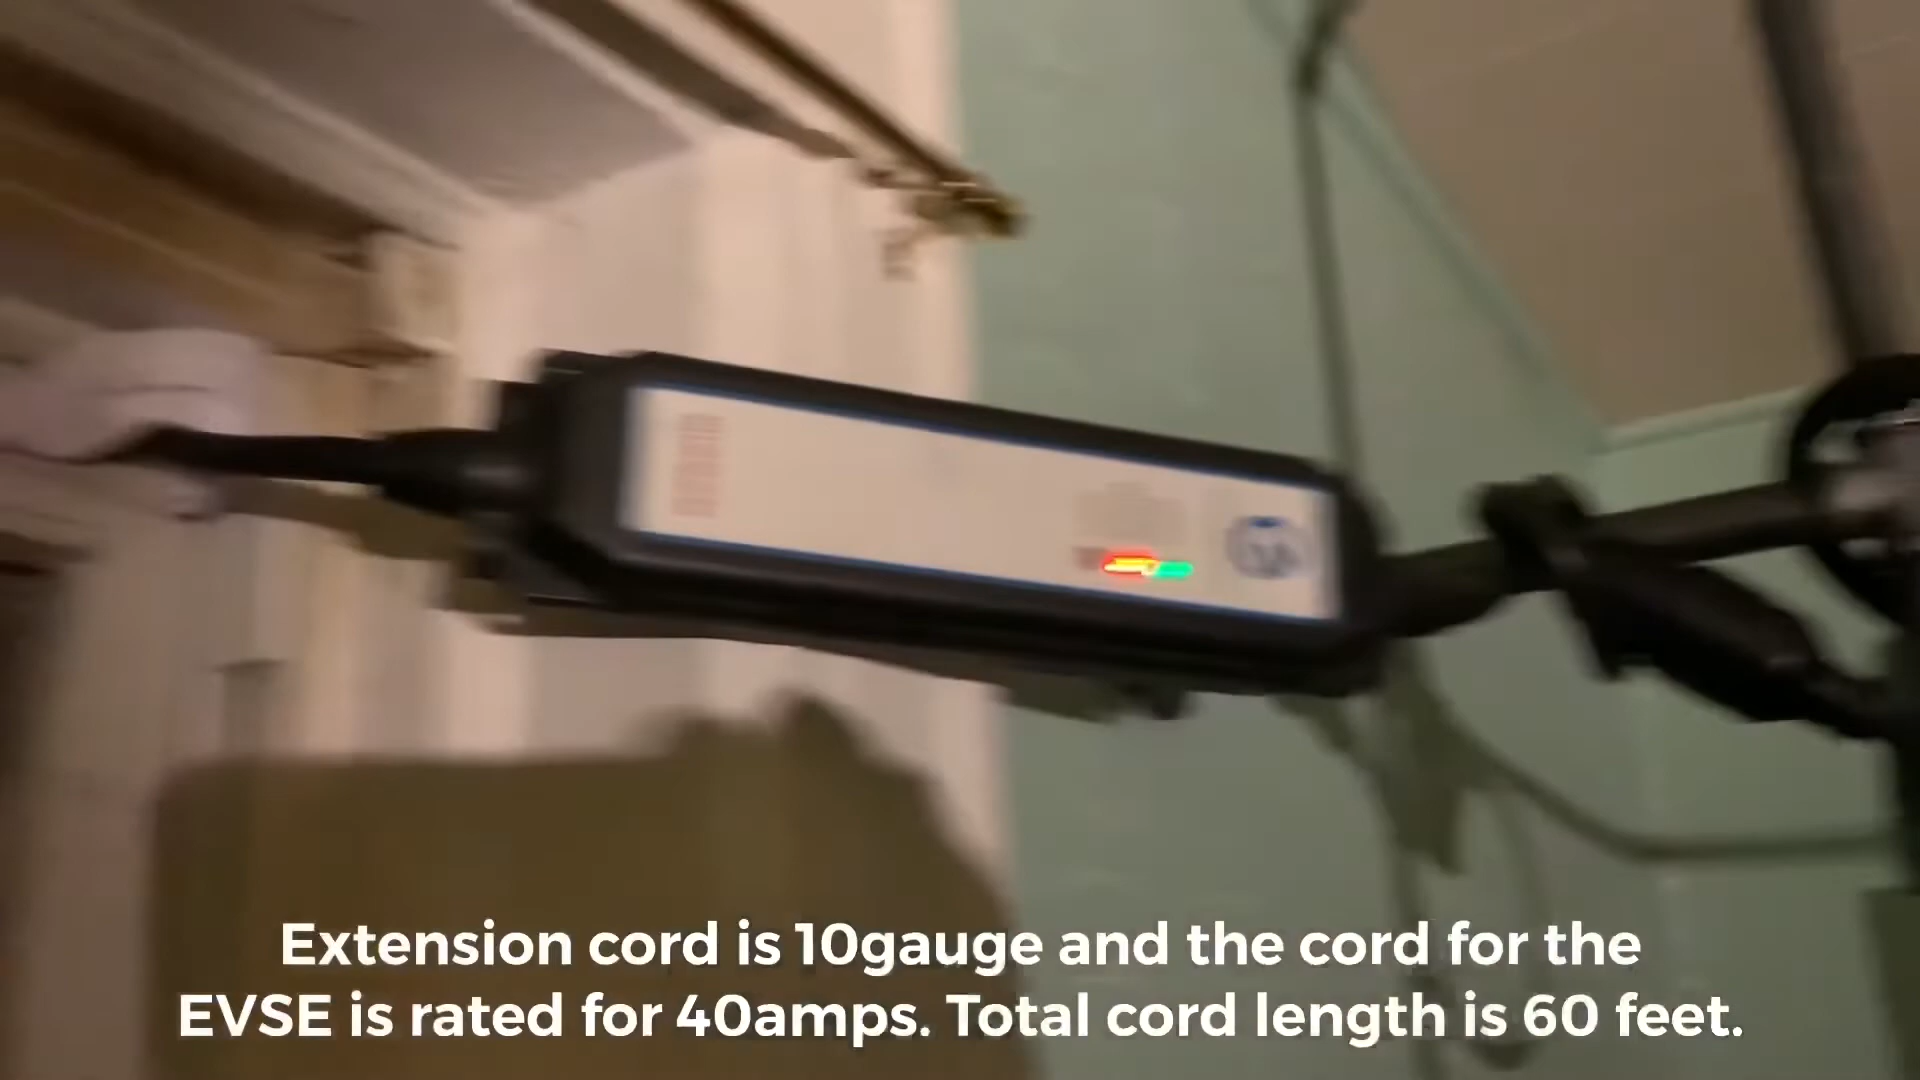 Extension cord is 10gauge and the cord for the
EVSE is rated for 40amps. Total cord length is 60 feet.